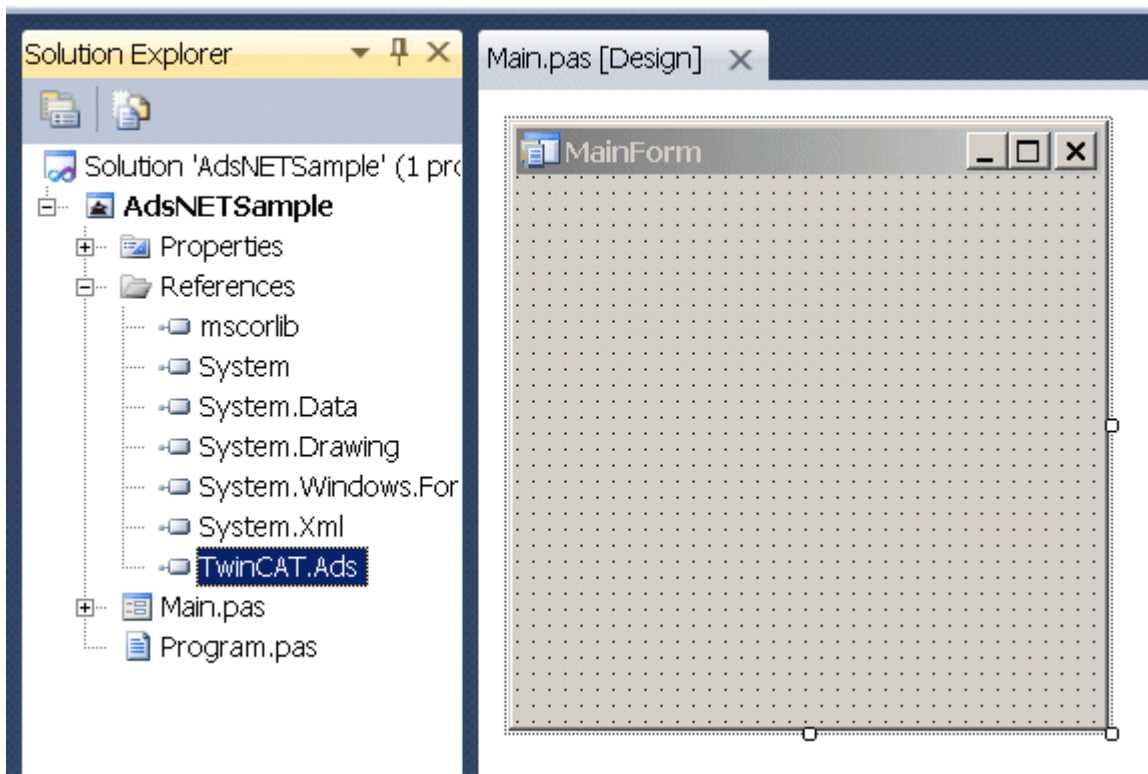 Solution Explorer
Main.pas [Design]
MainForm
Solution 'AdsNETSample' (1 pro
AdsNETSample
Properties
References
mscorlib
System
System.Data
System.Drawing
System.Windows.For
System.Xml
TwinCAT.Ads
Main.pas
Program.pas